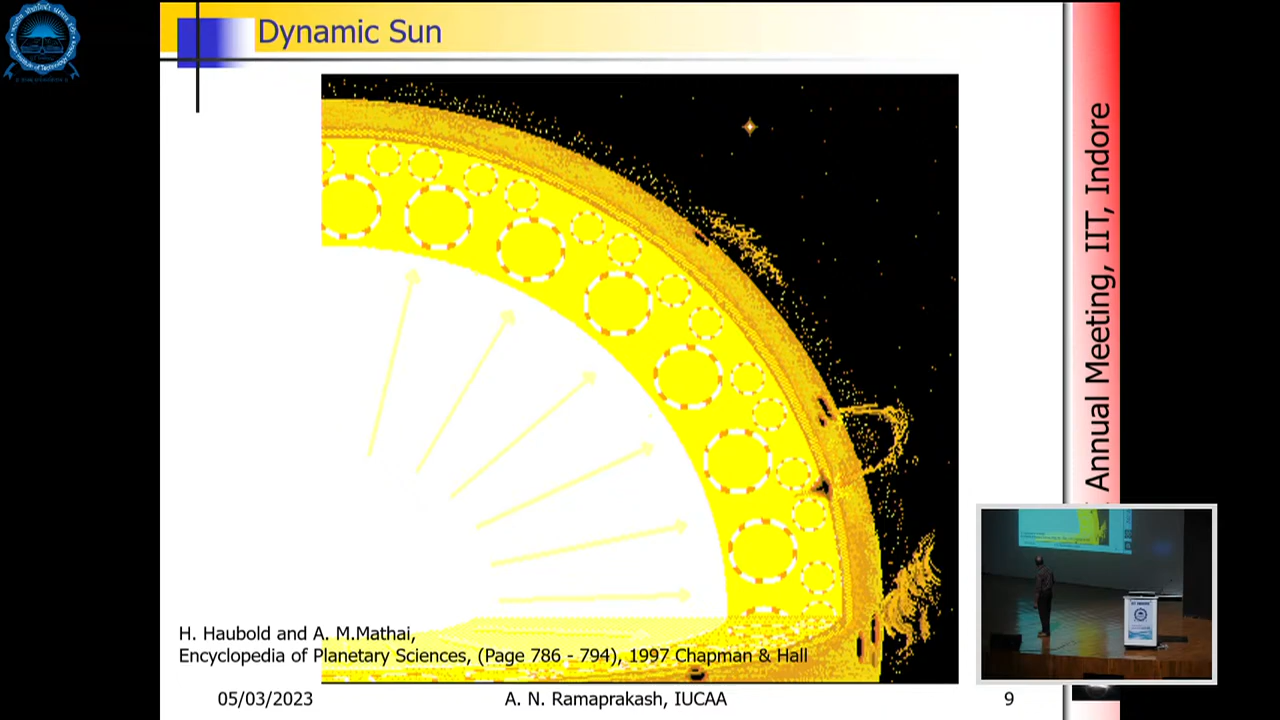 Dynamic Sun
Annual Meeting, IIT, Indore
H. Haubold and A. M.Mathai,
Encyclopedia of Planetary Sciences, (Page 786 - 794), 1997 Chapman & Hall
05/03/2023
A. N. Ramaprakash, IUCAA
9